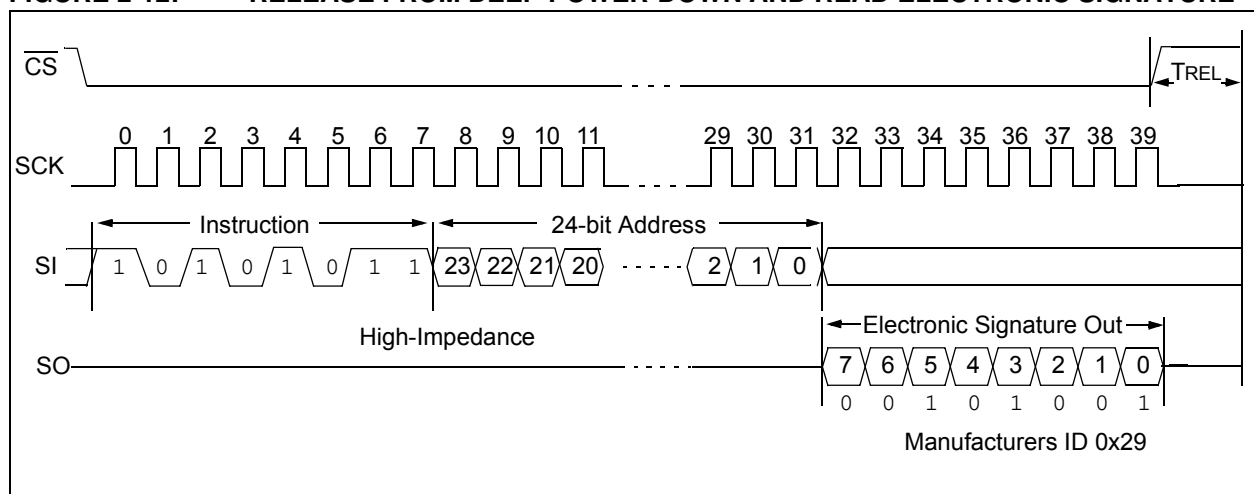 FIGURE 2-12: RELEASE FROM DEEP POWER-DOWN AND READ ELECTRONIC SIGNATURE
CS
TREL
0 1 2 3 4 5 6 7 8 9 10 11 29 30 31 32 33 34 35 36 37 38 39
SCK
Instruction 24-bit Address
SI 1 0 1 0 1 0 1 1 23 22 21 20 2 1 0
High-Impedance
Electronic Signature Out
SO 7 6 5 4 3 2 1 0
0 0 1 0 1 0 0 1
Manufacturers ID 0x29